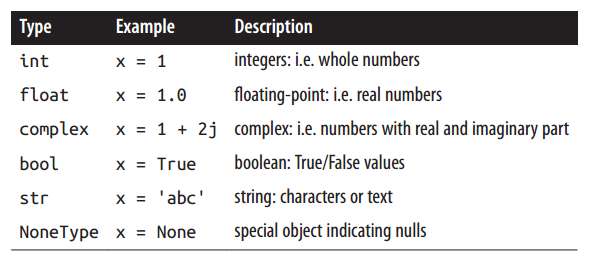 Type Example Description
int x = 1 integers: i.e. whole numbers
float x = 1.0 floating-point: i.e. real numbers
complex x = 1 + 2j complex: i.e. numbers with real and imaginary part
bool x = True boolean: True/False values
str x = 'abc' string: characters or text
NoneType x = None special object indicating nulls